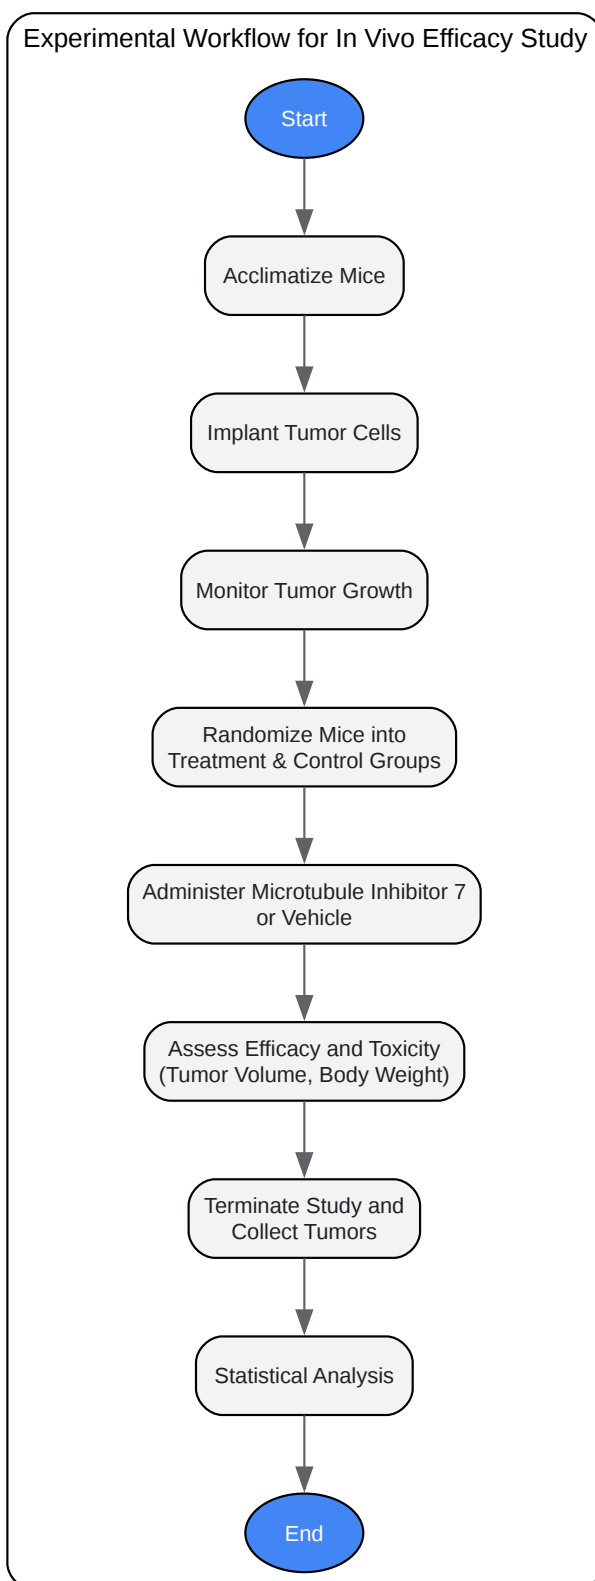 Experimental Workflow for In Vivo Efficacy Study
Start
Acclimatize Mice
Implant Tumor Cells
Monitor Tumor Growth
Randomize Mice into
Treatment & Control Groups
Administer Microtubule Inhibitor 7
or Vehicle
Assess Efficacy and Toxicity
(Tumor Volume, Body Weight)
Terminate Study and
Collect Tumors
Statistical Analysis
End